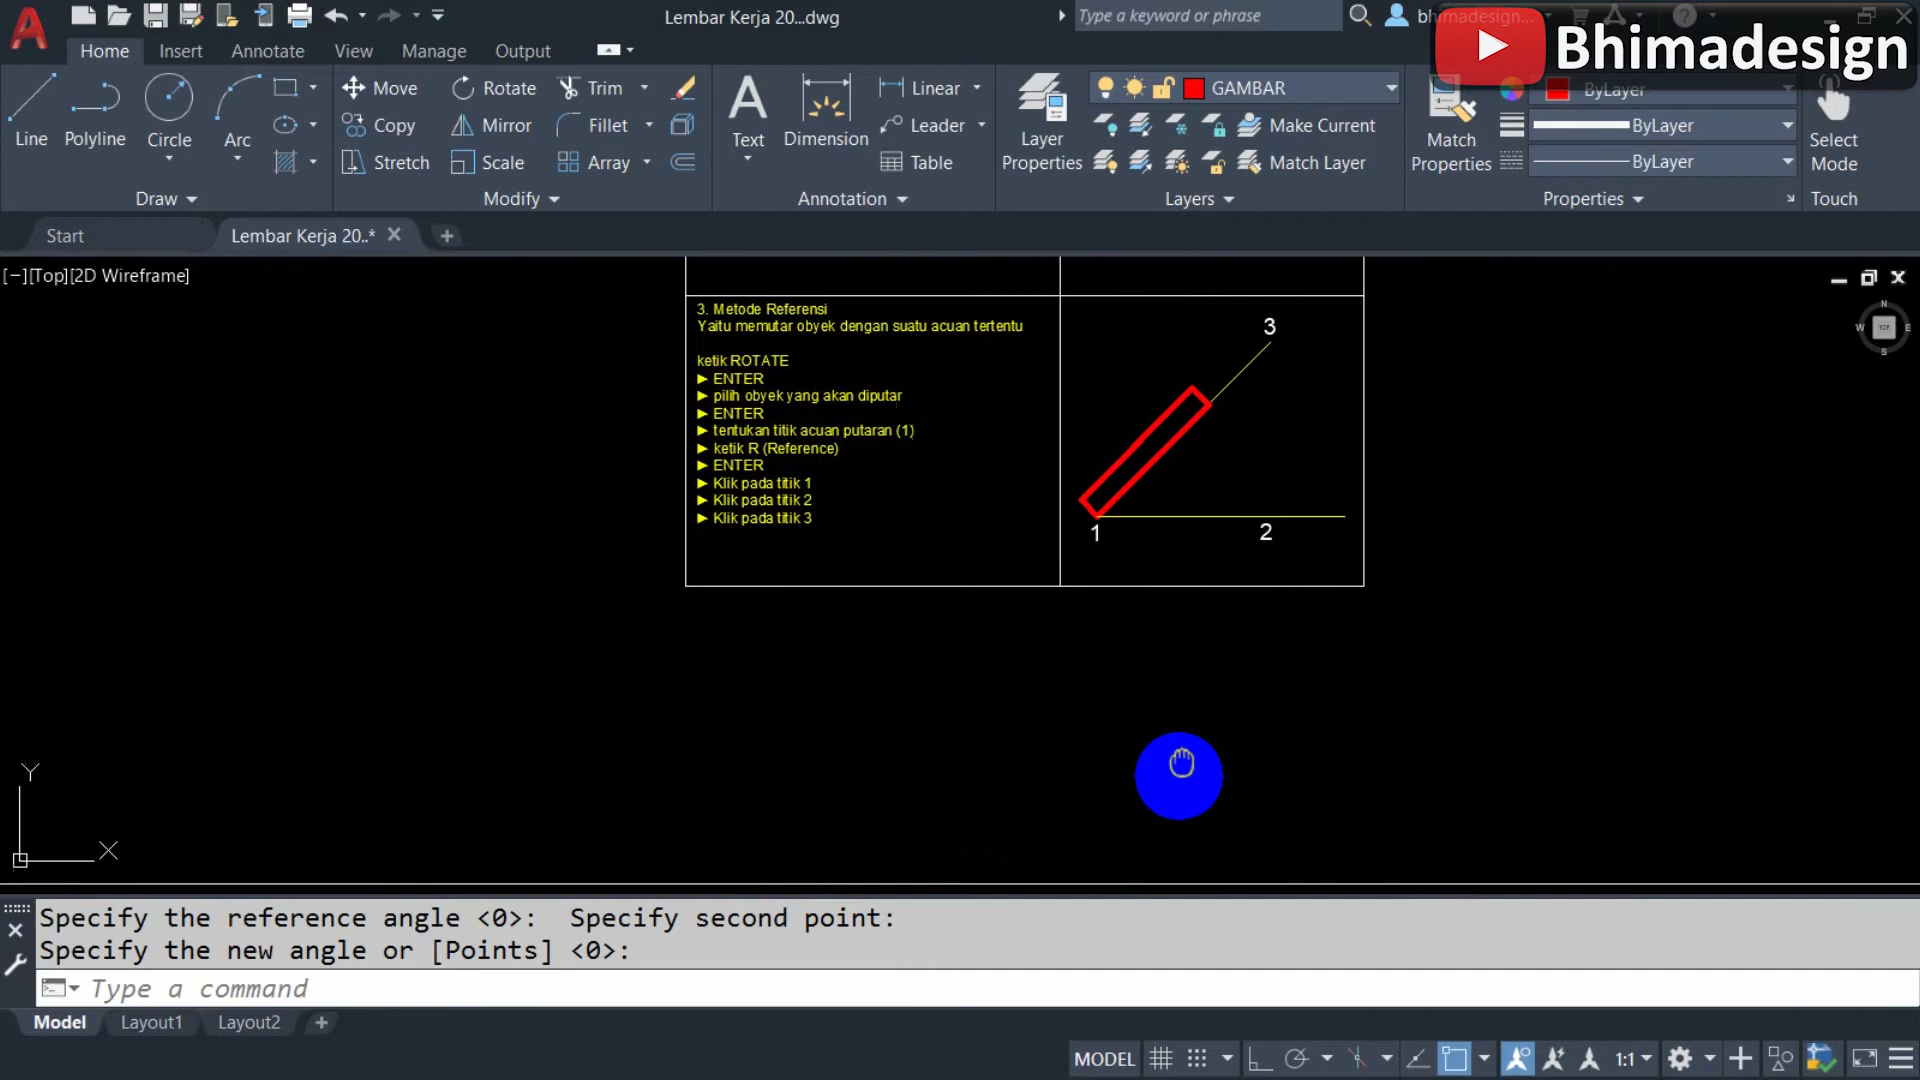 Lembar Kerja 20...dwg
Type a keyword or phrase
bhimadesign...
Bhimadesign
Home
Insert
Annotate
View
Manage
Output
Line
Polyline
Circle
Arc
Move
Rotate
Trim
Copy
Mirror
Fillet
Stretch
Scale
Array
Text
Dimension
Linear
Leader
Table
Layer
Properties
GAMBAR
Make Current
Match Layer
Match
Properties
ByLayer
ByLayer
ByLayer
Select
Mode
Draw
Modify
Annotation
Layers
Properties
Touch
Start
Lembar Kerja 20..*
[−][Top][2D Wireframe]
N
W
TOP
E
S
3. Metode Referensi
Yaitu memutar obyek dengan suatu acuan tertentu
ketik ROTATE
► ENTER
► pilih obyek yang akan diputar
► ENTER
► tentukan titik acuan putaran (1)
► ketik R (Reference)
► ENTER
► Klik pada titik 1
► Klik pada titik 2
► Klik pada titik 3
3
1
2
Y
X
Specify the reference angle <0>:  Specify second point:
Specify the new angle or [Points] <0>:
Type a command
Model
Layout1
Layout2
MODEL
1:1